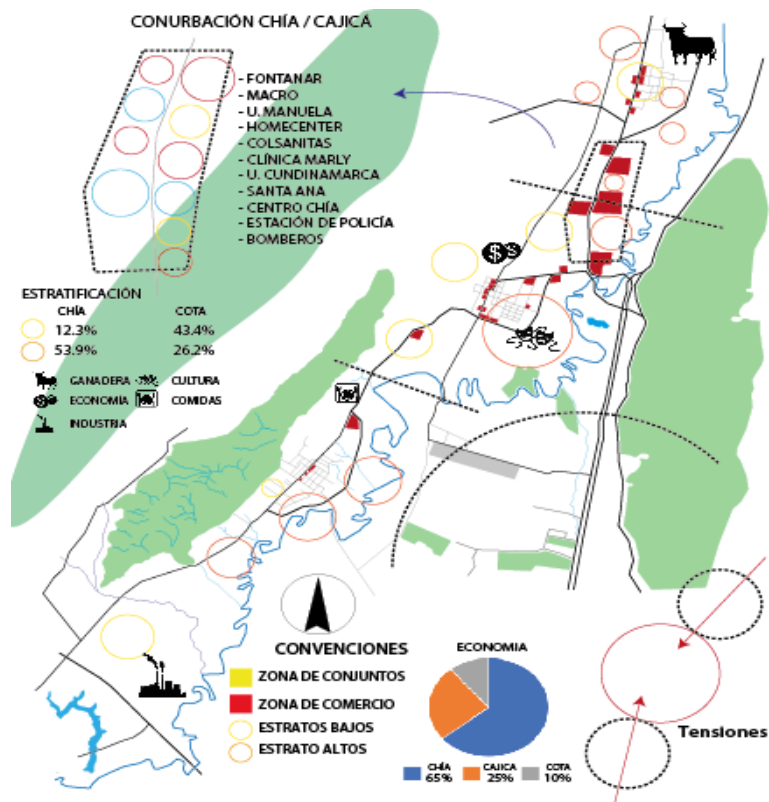 CONURBACIÓN CHÍA / CAJICÁ
- FONTANAR
- MACRO
- U. MANUELA
- HOMECENTER
- COLSANITAS
- CLÍNICA MARLY
- U. CUNDINAMARCA
- SANTA ANA
- CENTRO CHÍA
- ESTACIÓN DE POLICÍA
- BOMBEROS
ESTRATIFICACIÓN
CHÍA COTA
12.3% 43.4%
53.9% 26.2%
GANADERA CULTURA
ECONOMÍA COMIDAS
INDUSTRIA
$ $
CONVENCIONES
ZONA DE CONJUNTOS
ZONA DE COMERCIO
ESTRATOS BAJOS
ESTRATO ALTOS
ECONOMIA
CHÍA CAJICA COTA
65% 25% 10%
Tensiones